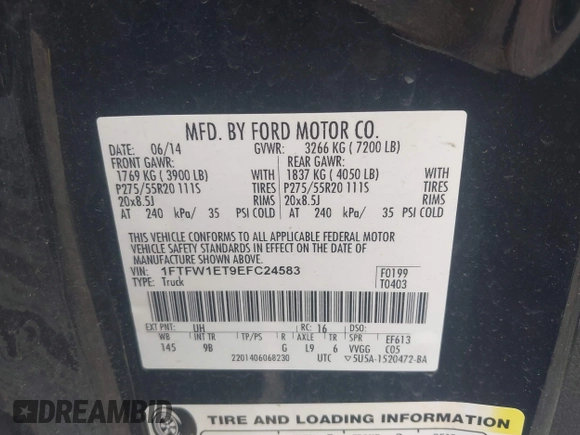 MFD. BY FORD MOTOR CO.
DATE: 06/14 GVWR: 3266 KG ( 7200 LB)
FRONT GAWR: REAR GAWR:
1769 KG ( 3900 LB) WITH 1837 KG ( 4050 LB) WITH
P275/55R20 111S TIRES P275/55R20 111S TIRES
20x8.5J RIMS 20x8.5J RIMS
AT 240 kPa/ 35 PSI COLD AT 240 kPa/ 35 PSI COLD
THIS VEHICLE CONFORMS TO ALL APPLICABLE FEDERAL MOTOR
VEHICLE SAFETY STANDARDS IN EFFECT ON THE DATE OF
MANUFACTURE SHOWN ABOVE.
VIN: 1FTFW1ET9EFC24583 F0199
TYPE: Truck T0403
EXT PNT: UH RC: 16 DSO:
WB INT TR TP/PS R AXLE TR SPR EF613
145 9B G L9 6 VVGG C05
2201406068230 UTC 5U5A-1520472-BA
DREAMBID
TIRE AND LOADING INFORMATION